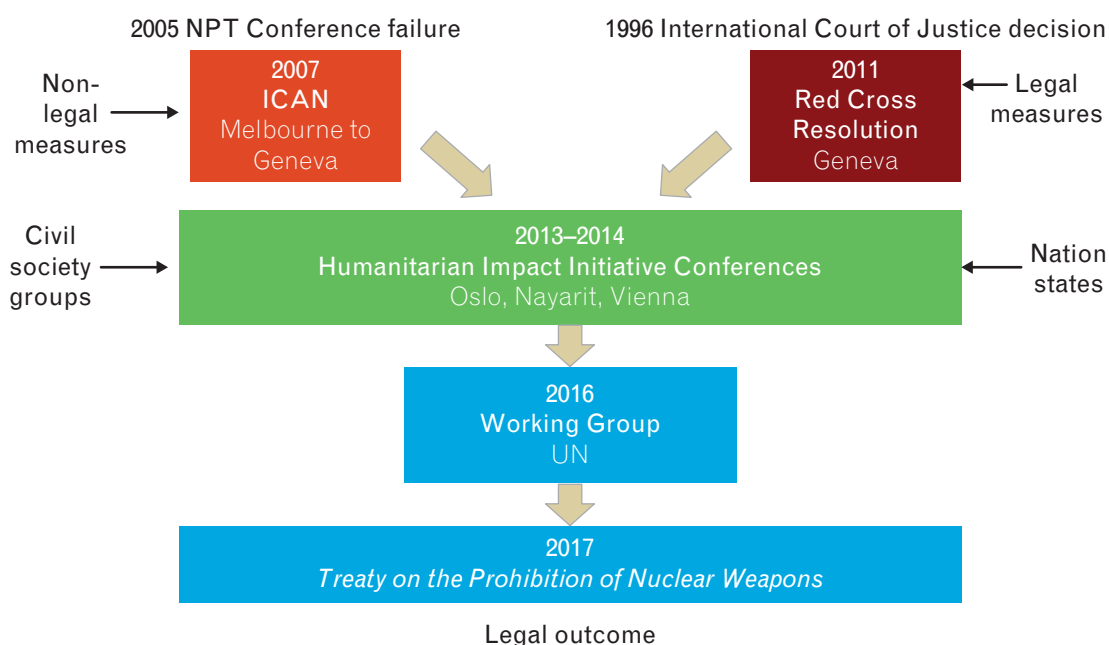 2005 NPT Conference failure
1996 International Court of Justice decision
Non-
legal
measures
2007
ICAN
Melbourne to
Geneva
2011
Red Cross
Resolution
Geneva
Legal
measures
Civil
society
groups
2013–2014
Humanitarian Impact Initiative Conferences
Oslo, Nayarit, Vienna
Nation
states
2016
Working Group
UN
2017
Treaty on the Prohibition of Nuclear Weapons
Legal outcome